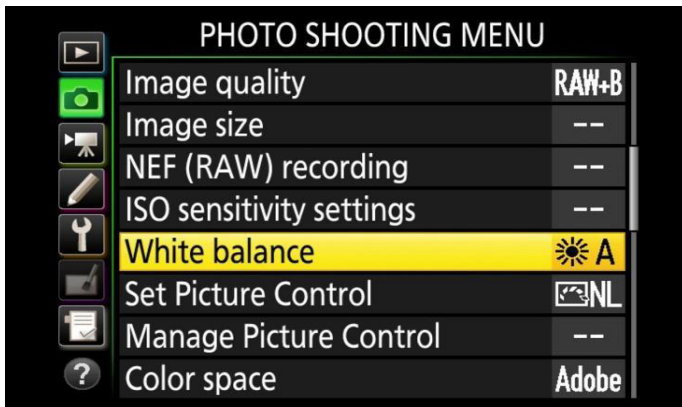 PHOTO SHOOTING MENU
Image quality RAW+B
Image size --
NEF (RAW) recording --
ISO sensitivity settings --
White balance A
Set Picture Control NL
Manage Picture Control --
Color space Adobe
?